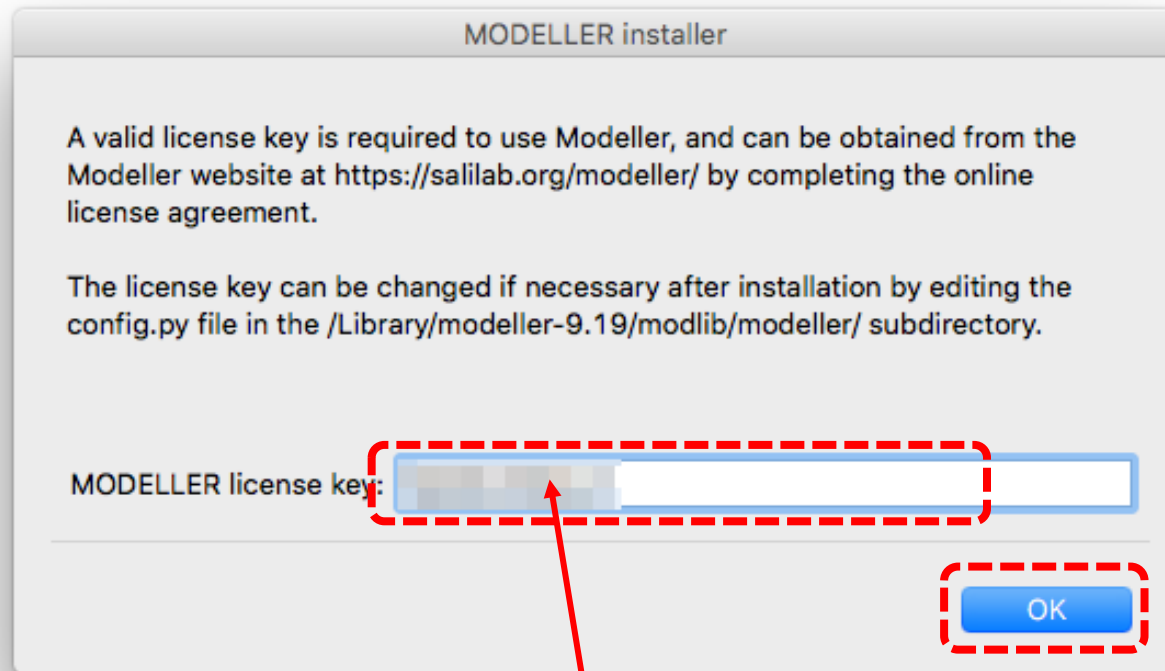 MODELLER installer
A valid license key is required to use Modeller, and can be obtained from the
Modeller website at https://salilab.org/modeller/ by completing the online
license agreement.
The license key can be changed if necessary after installation by editing the
config.py file in the /Library/modeller-9.19/modlib/modeller/ subdirectory.
MODELLER license key:
OK